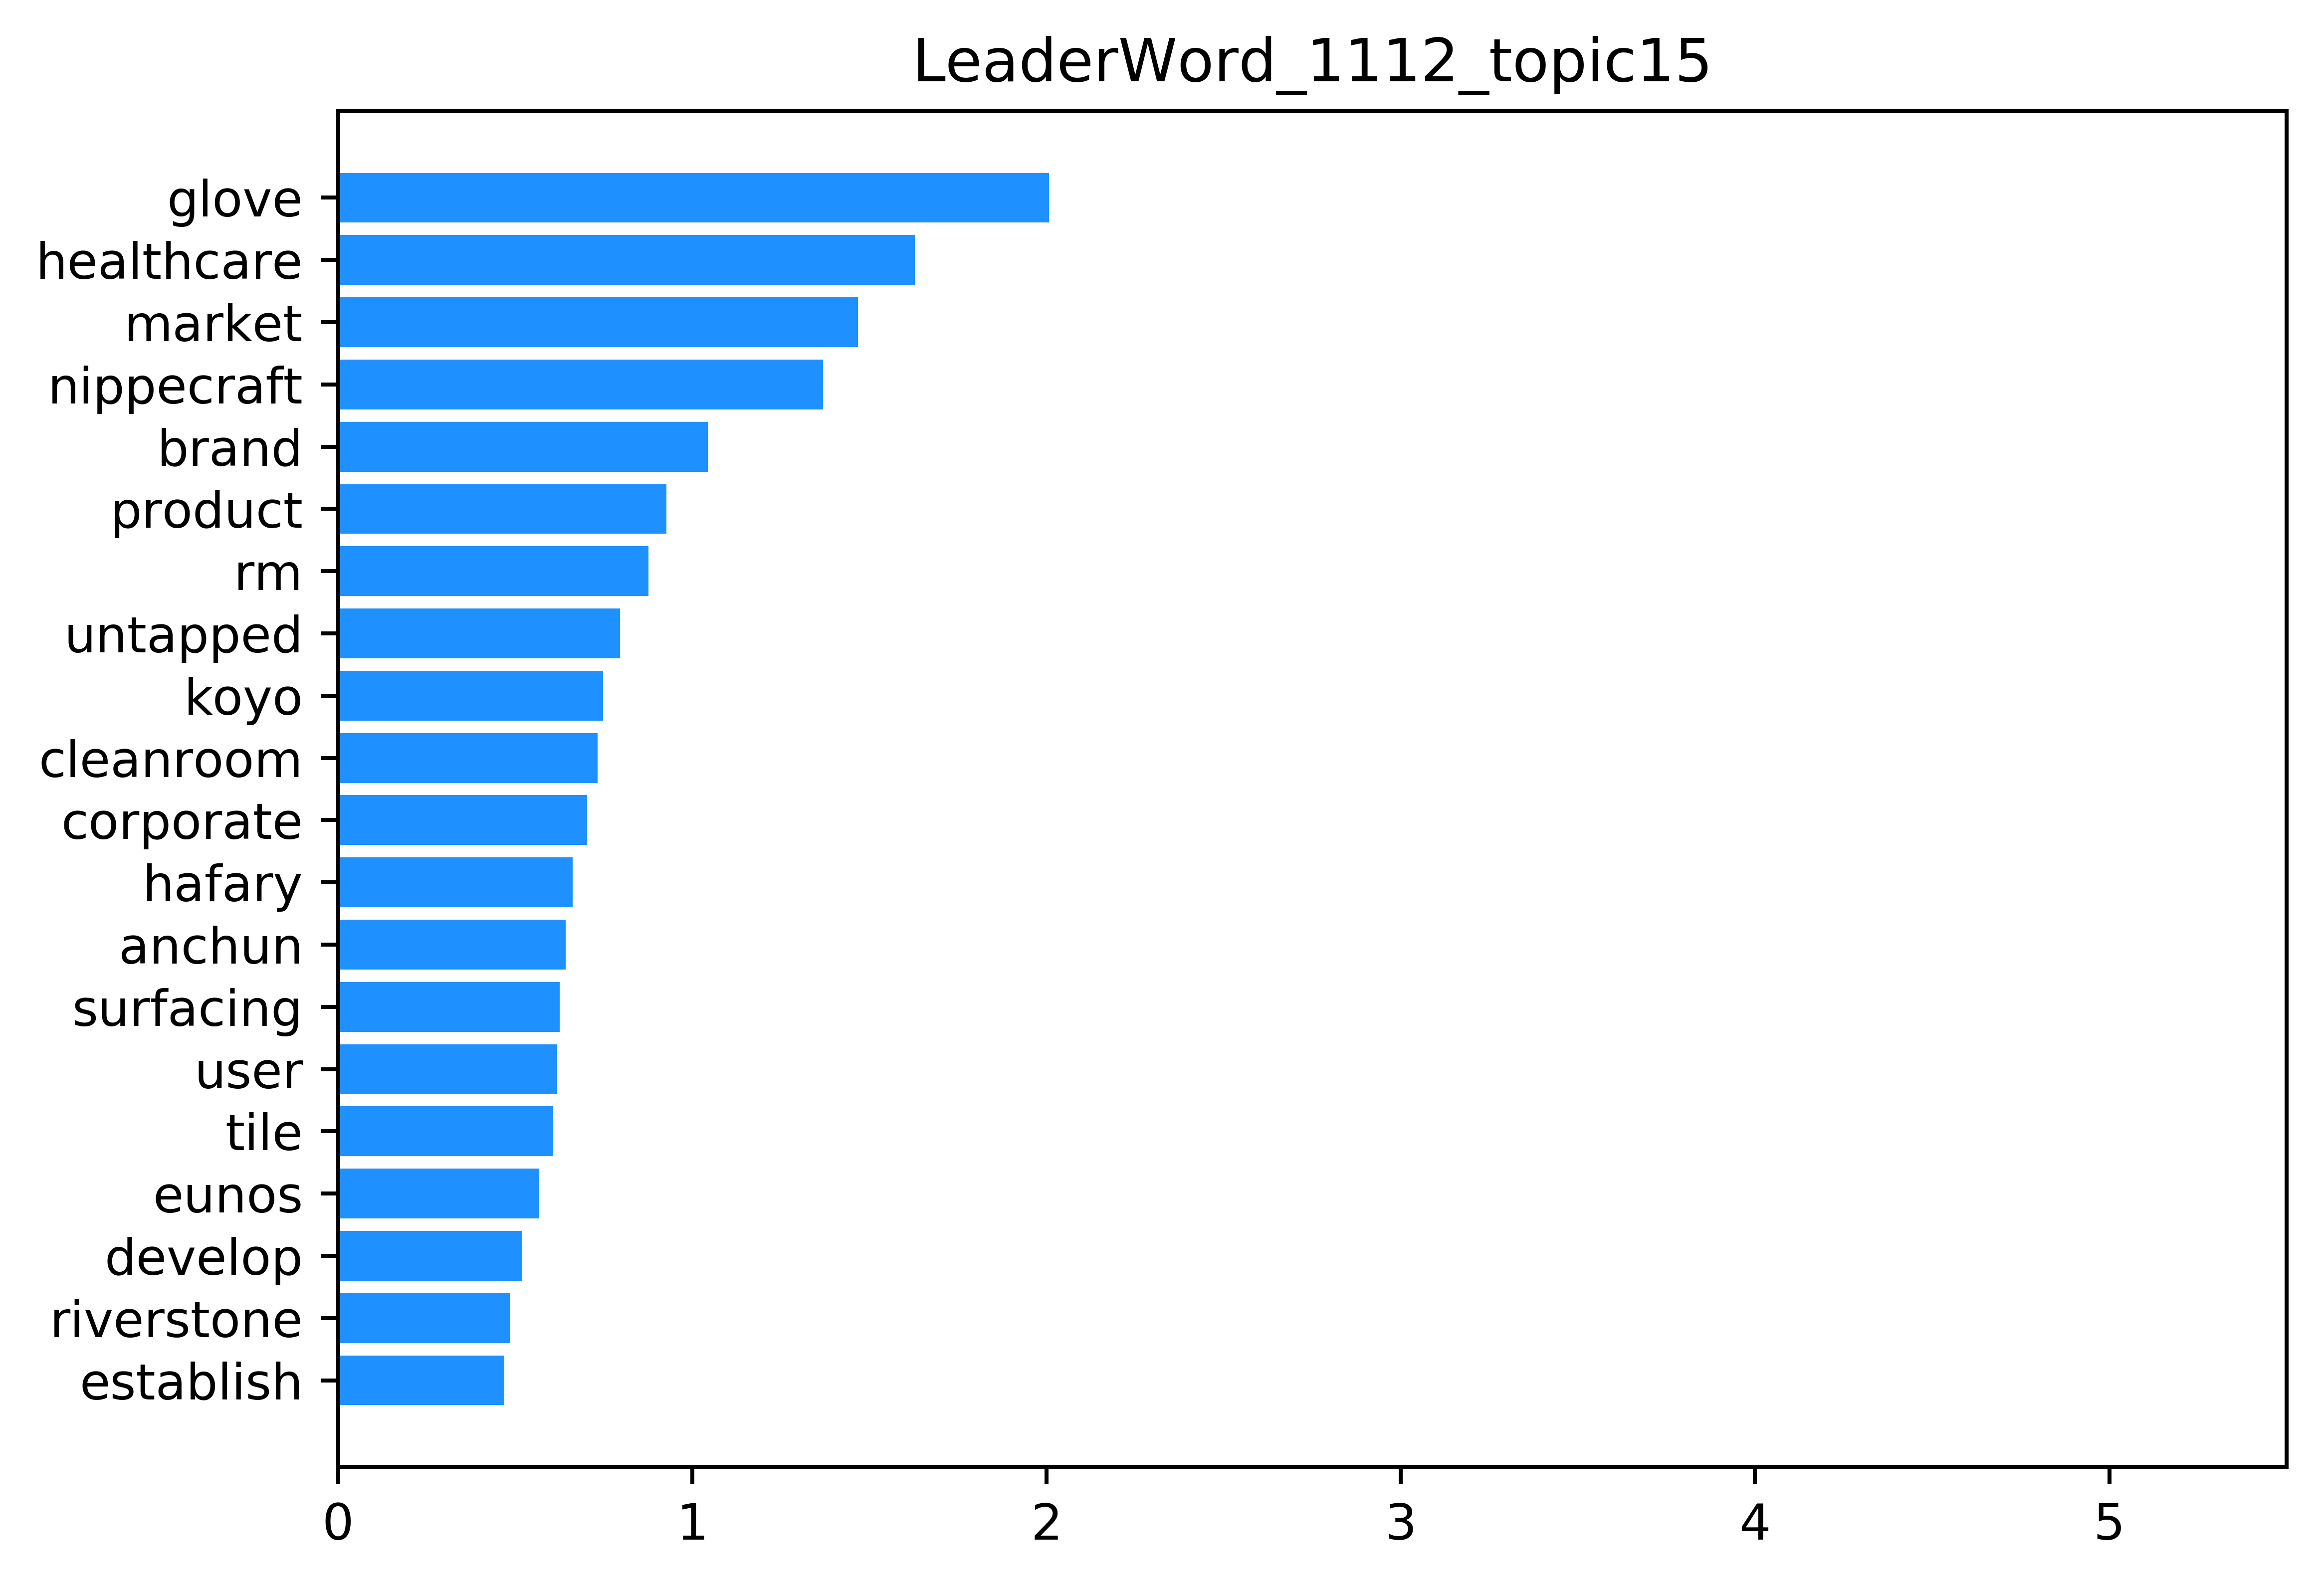 LeaderWord_1112_topic15
glove
healthcare
market
nippecraft
brand
product
rm
untapped
koyo
cleanroom
corporate
hafary
anchun
surfacing
user
tile
eunos
develop
riverstone
establish
0 1 2 3 4 5